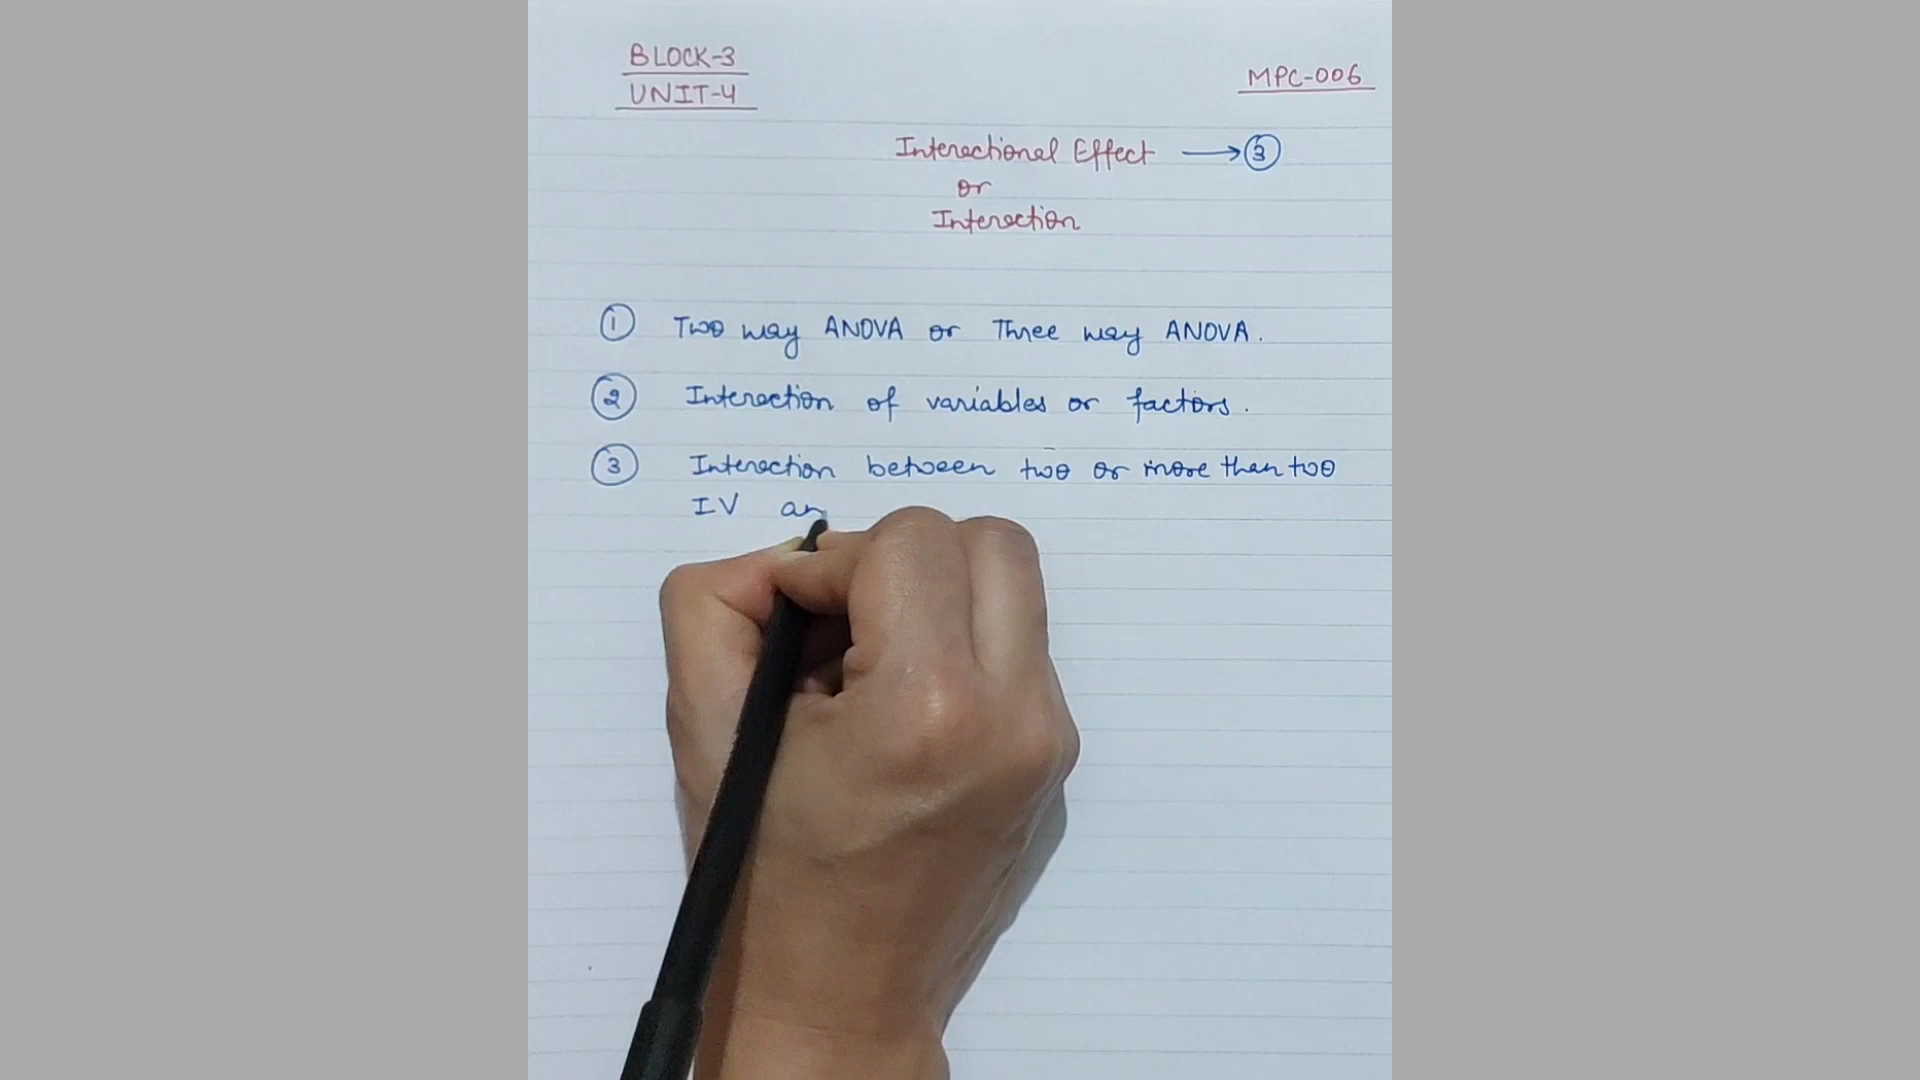 BLOCK-3
UNIT-4
MPC-006
Interactional Effect → ③
or
Interaction
① Two way ANOVA or Three way ANOVA.
② Interaction of variables or factors.
③ Interaction between two or more than two
IV an